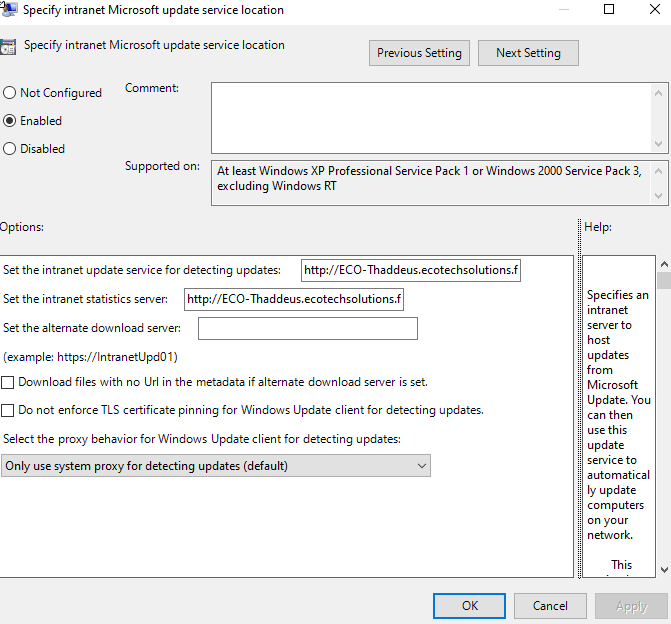 Specify intranet Microsoft update service location
Specify intranet Microsoft update service location
Previous Setting
Next Setting
Not Configured
Enabled
Disabled
Comment:
Supported on:
At least Windows XP Professional Service Pack 1 or Windows 2000 Service Pack 3,
excluding Windows RT
Options:
Help:
Set the intranet update service for detecting updates:
http://ECO-Thaddeus.ecotechsolutions.f
Set the intranet statistics server:
http://ECO-Thaddeus.ecotechsolutions.f
Set the alternate download server:
(example: https://IntranetUpd01)
Download files with no Url in the metadata if alternate download server is set.
Do not enforce TLS certificate pinning for Windows Update client for detecting updates.
Select the proxy behavior for Windows Update client for detecting updates:
Only use system proxy for detecting updates (default)
Specifies an
intranet
server to
host
updates
from
Microsoft
Update. You
can then
use this
update
service to
automatical
ly update
computers
on your
network.
This
OK
Cancel
Apply